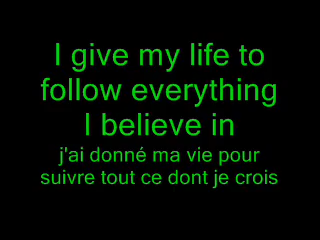 I give my life to
follow everything
I believe in
j'ai donné ma vie pour
suivre tout ce dont je crois